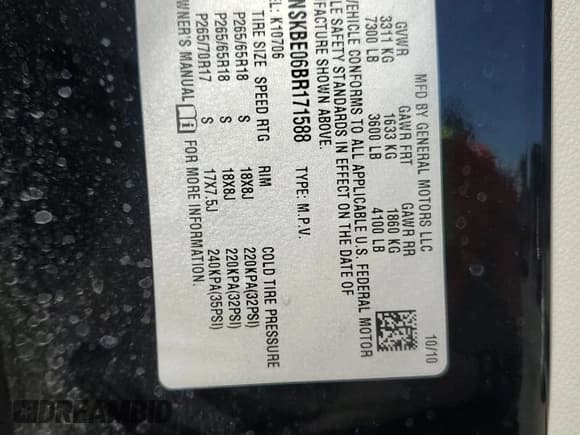 MFD BY GENERAL MOTORS LLC 10/10
GVWR GAWR FRT GAWR RR
3311 KG 1633 KG 1860 KG
7300 LB 3600 LB 4100 LB
VEHICLE CONFORMS TO ALL APPLICABLE U.S. FEDERAL MOTOR
LE SAFETY STANDARDS IN EFFECT ON THE DATE OF
FACTURE SHOWN ABOVE.
NSKBE06BR171588 TYPE: M.P.V.
EL: K10706
TIRE SIZE SPEED RTG RIM COLD TIRE PRESSURE
P265/65R18 S 18X8J 220KPA(32PSI)
P265/65R18 S 18X8J 220KPA(32PSI)
P265/70R17 S 17X7.5J 240KPA(35PSI)
WNER'S MANUAL FOR MORE INFORMATION.
DREAMBID